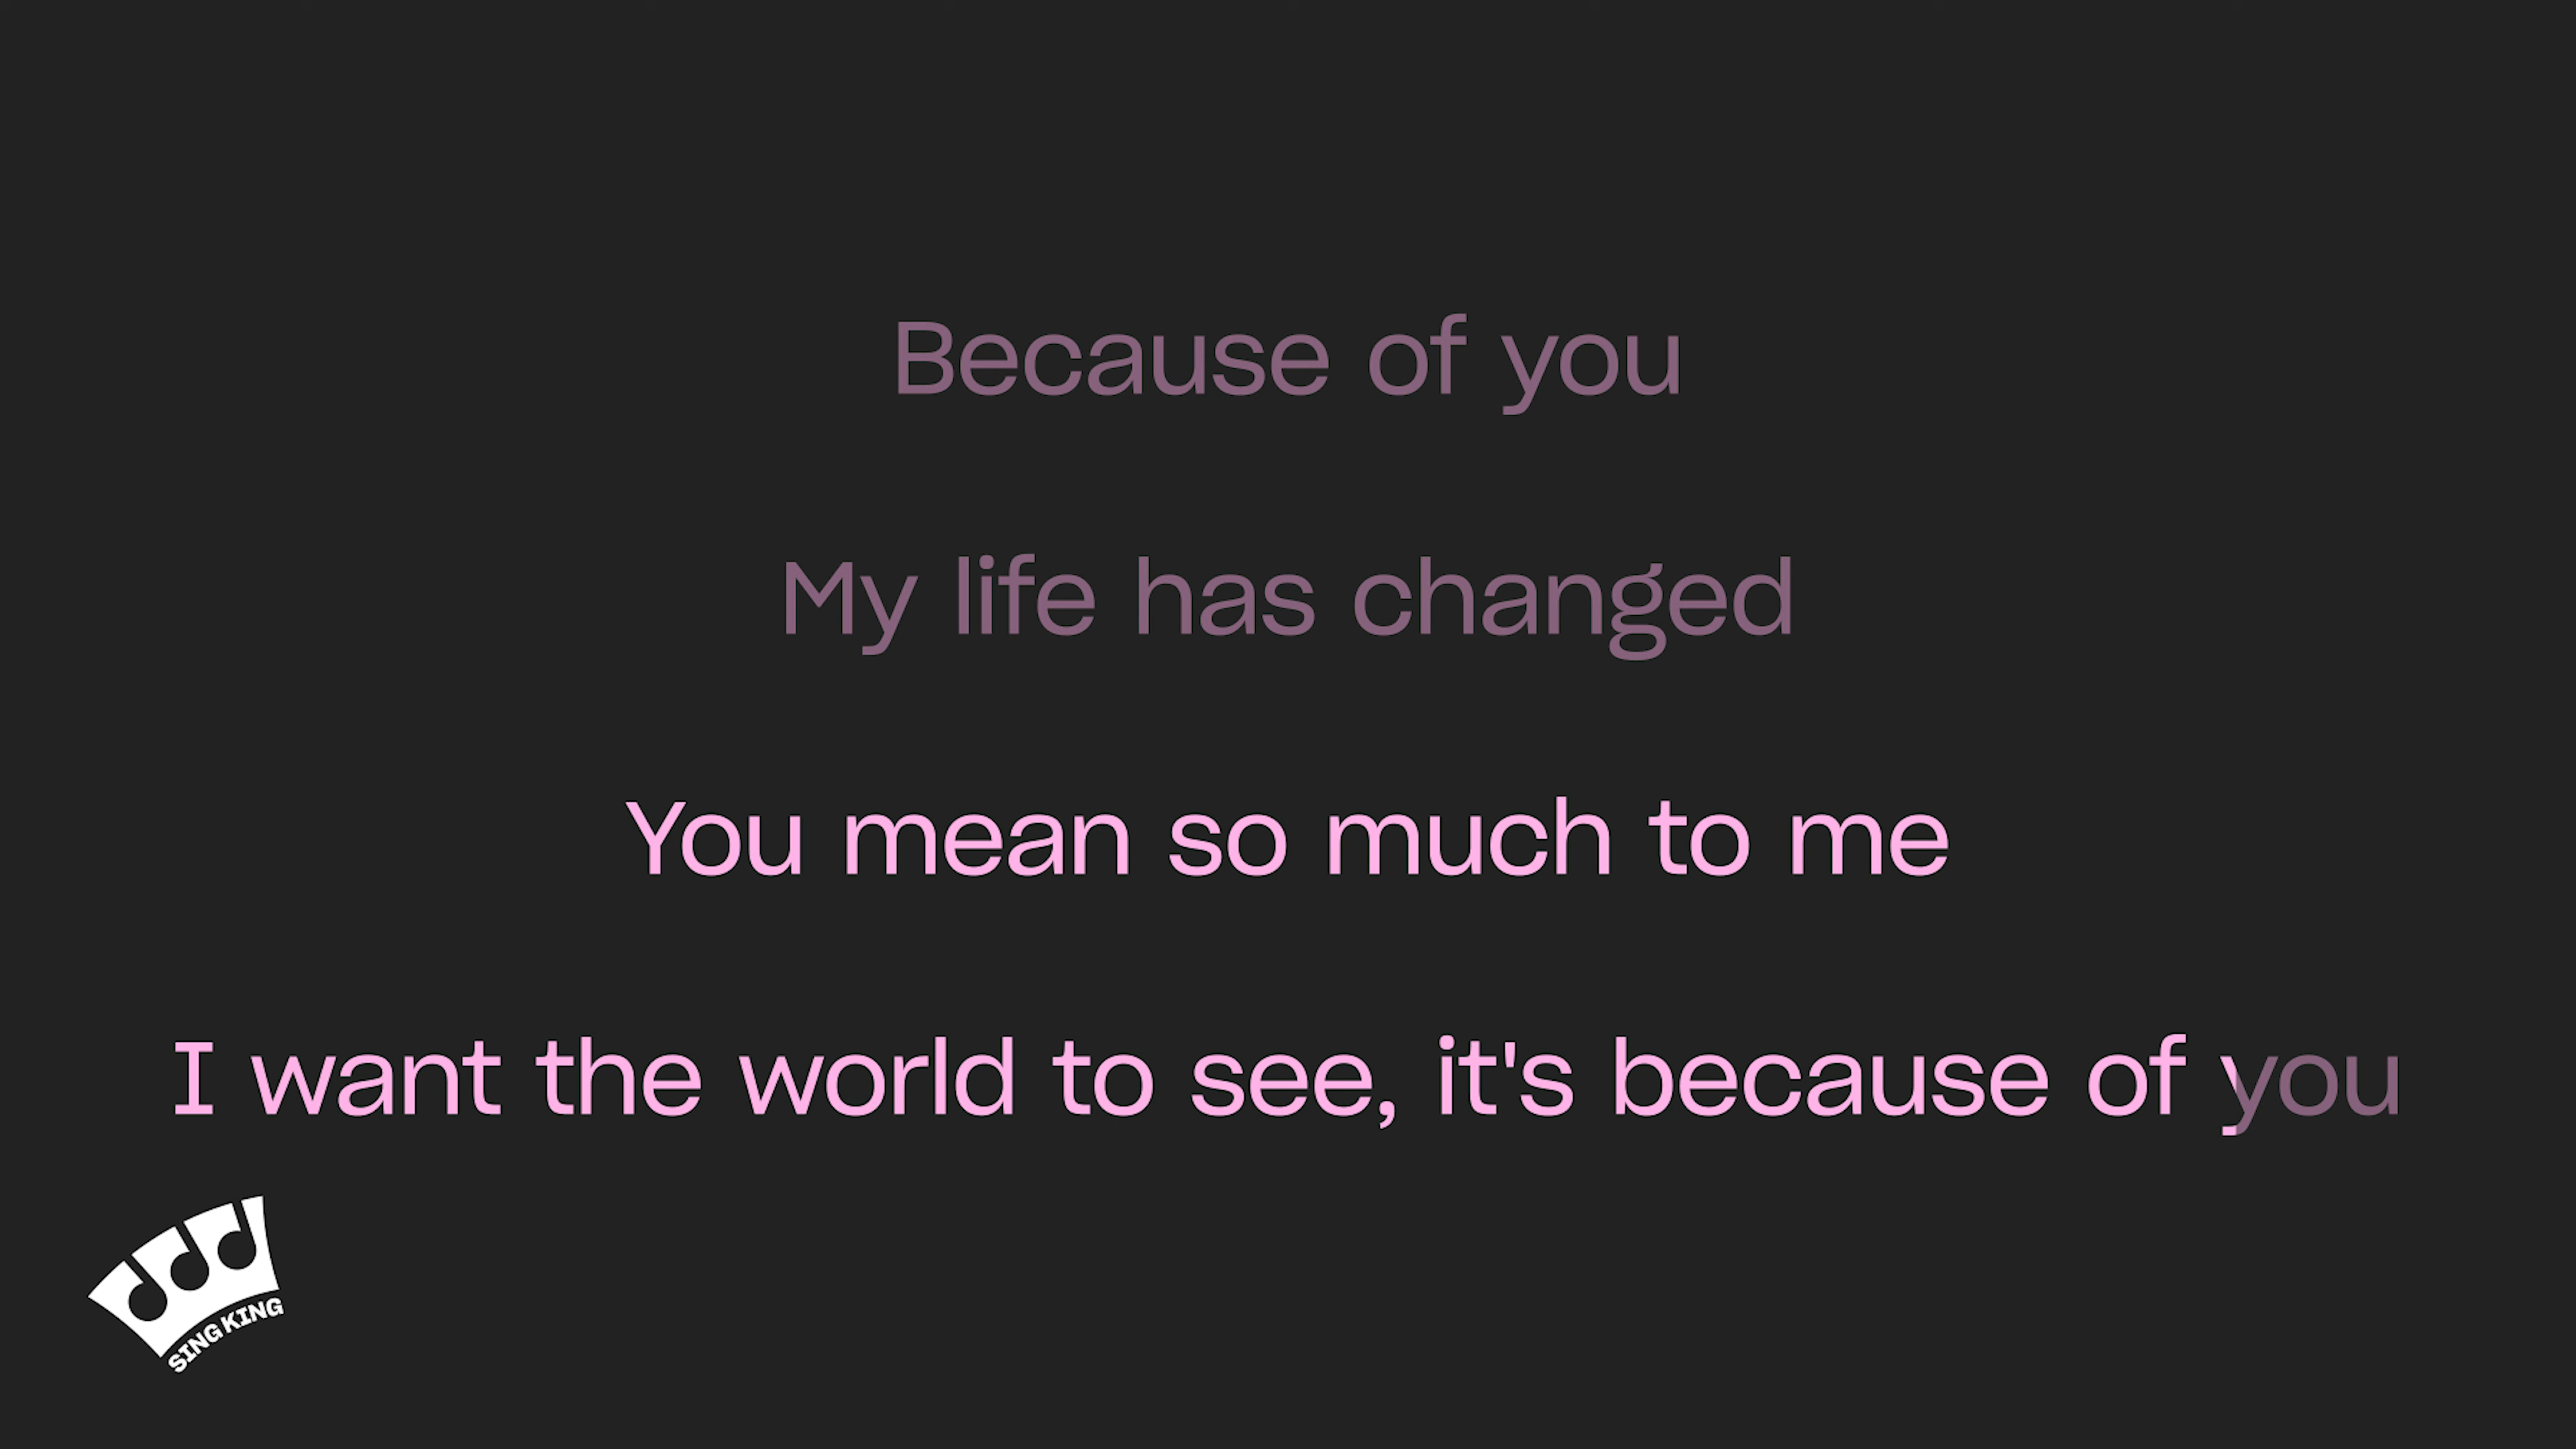 Because of you
My life has changed
You mean so much to me
I want the world to see, it's because of you
SING KING